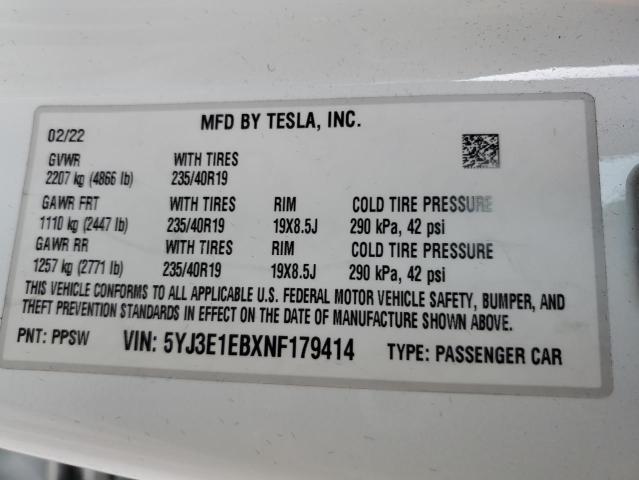 MFD BY TESLA, INC.
02/22
GVWR WITH TIRES
2207 kg (4866 lb) 235/40R19
GAWR FRT WITH TIRES RIM COLD TIRE PRESSURE
1110 kg (2447 lb) 235/40R19 19X8.5J 290 kPa, 42 psi
GAWR RR WITH TIRES RIM COLD TIRE PRESSURE
1257 kg (2771 lb) 235/40R19 19X8.5J 290 kPa, 42 psi
THIS VEHICLE CONFORMS TO ALL APPLICABLE U.S. FEDERAL MOTOR VEHICLE SAFETY, BUMPER, AND
THEFT PREVENTION STANDARDS IN EFFECT ON THE DATE OF MANUFACTURE SHOWN ABOVE.
PNT: PPSW VIN: 5YJ3E1EBXNF179414 TYPE: PASSENGER CAR